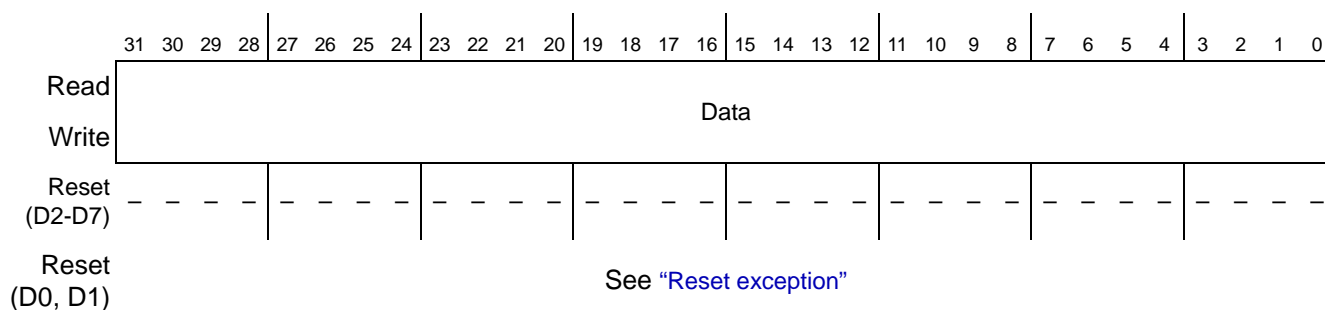 31 30 29 28 27 26 25 24 23 22 21 20 19 18 17 16 15 14 13 12 11 10 9 8 7 6 5 4 3 2 1 0
Read
Data
Write
Reset
(D2-D7)
– – – – – – – – – – – – – – – – – – – – – – – – – – – – – – – –
Reset
(D0, D1)
See “Reset exception”